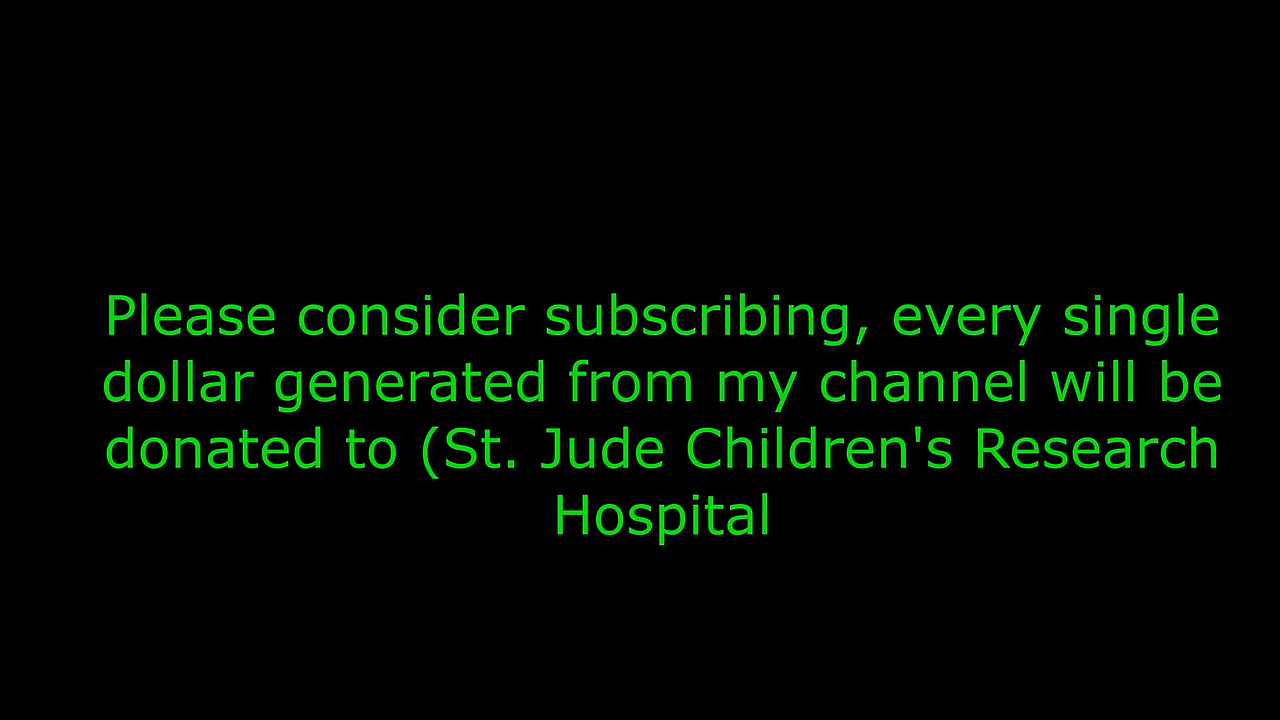 Please consider subscribing, every single
dollar generated from my channel will be
donated to (St. Jude Children's Research
Hospital